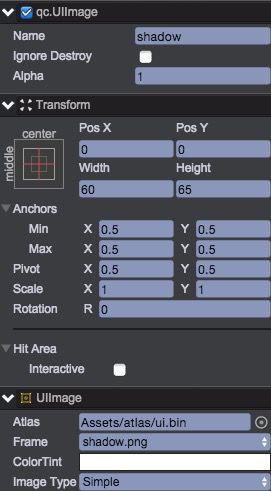 qc.UIImage
Name shadow
Ignore Destroy
Alpha 1
Transform
center
middle
Pos X Pos Y
0 0
Width Height
60 65
Anchors
Min X 0.5 Y 0.5
Max X 0.5 Y 0.5
Pivot X 0.5 Y 0.5
Scale X 1 Y 1
Rotation R 0
Hit Area
Interactive
UIImage
Atlas Assets/atlas/ui.bin
Frame shadow.png
ColorTint
Image Type Simple